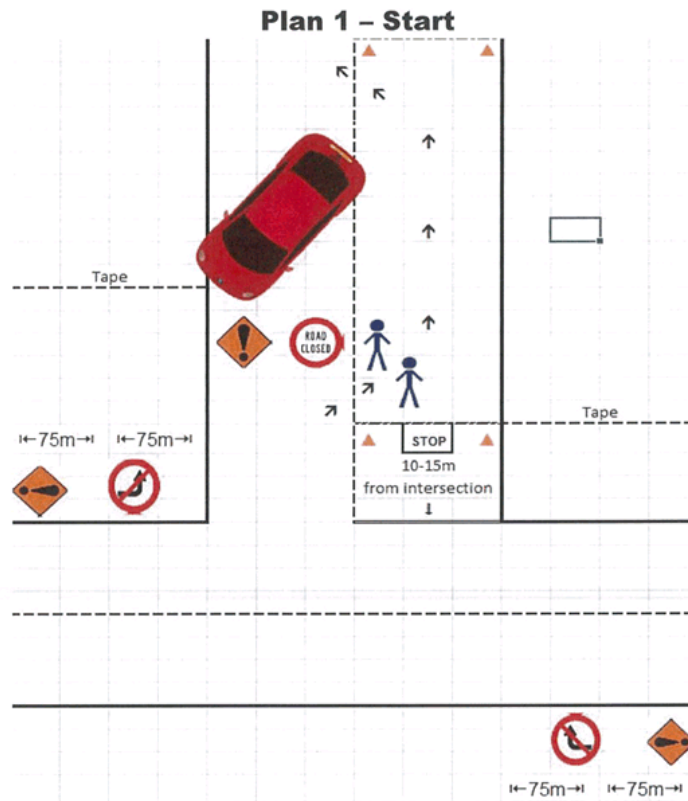 Plan 1 – Start
Tape
ROAD
CLOSED
Tape
STOP
10-15m
from intersection
75m
75m
75m
75m